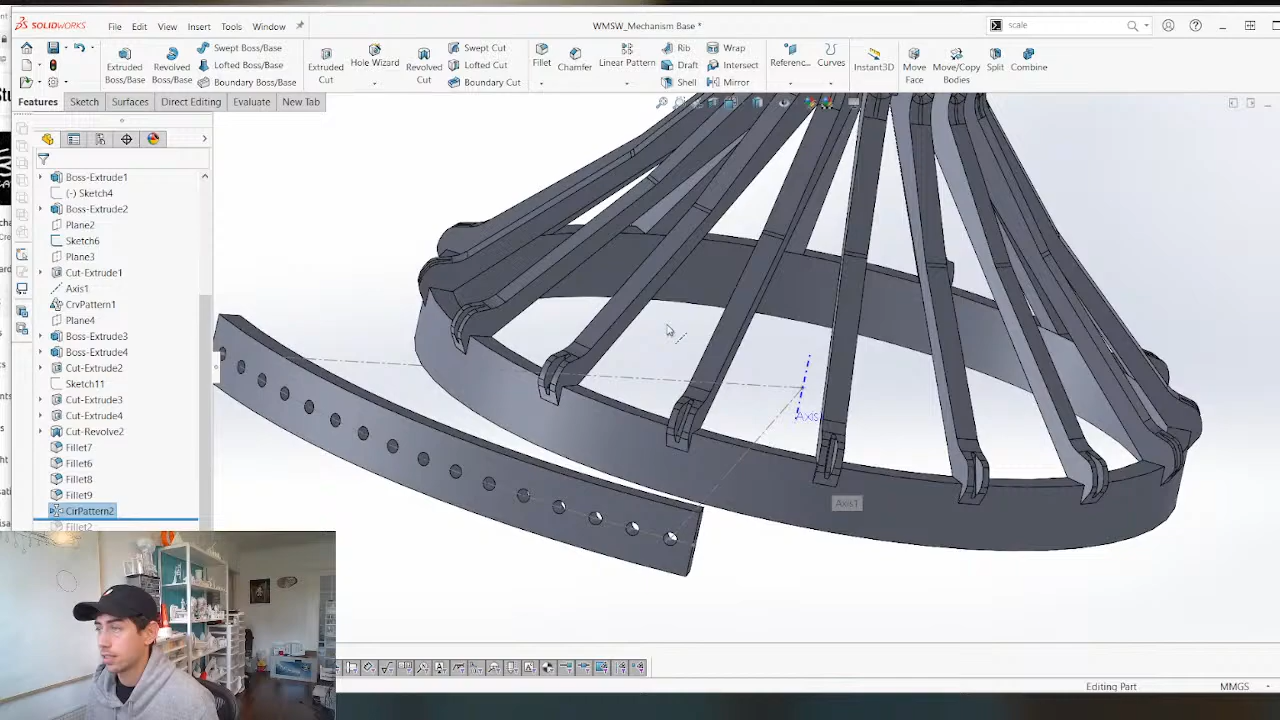 SOLIDWORKS File Edit View Insert Tools Window WMSW_Mechanism Base * scale
Extruded Boss/Base Revolved Boss/Base Swept Boss/Base Lofted Boss/Base Boundary Boss/Base Extruded Cut Hole Wizard Revolved Cut Swept Cut Lofted Cut Boundary Cut Fillet Chamfer Linear Pattern Rib Draft Shell Wrap Intersect Mirror Referenc... Curves Instant3D Move Face Move/Copy Bodies Split Combine
Features Sketch Surfaces Direct Editing Evaluate New Tab
Boss-Extrude1
(-) Sketch4
Boss-Extrude2
Plane2
Sketch6
Plane3
Cut-Extrude1
Axis1
CrvPattern1
Plane4
Boss-Extrude3
Boss-Extrude4
Cut-Extrude2
Sketch11
Cut-Extrude3
Cut-Extrude4
Cut-Revolve2
Fillet7
Fillet6
Fillet8
Fillet9
CirPattern2
Fillet2
Axis1
Editing Part MMGS